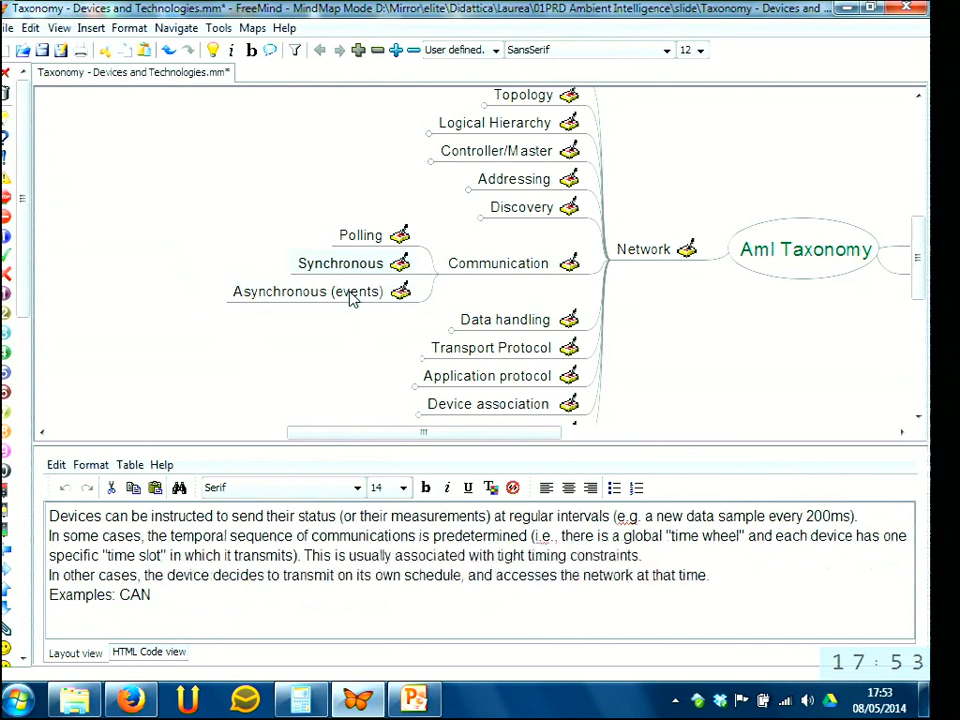 Taxonomy - Devices and Technologies.mm* - FreeMind - MindMap Mode D:\Mirror\elite\Didattica\Laurea\01PRD Ambient Intelligence\slide\Taxonomy - Devices and ...
Edit View Insert Format Navigate Tools Maps Help
User defined. SansSerif 12
Taxonomy - Devices and Technologies.mm*
Topology
Logical Hierarchy
Controller/Master
Addressing
Discovery
Polling
Network
AmI Taxonomy
Synchronous
Communication
Asynchronous (events)
Data handling
Transport Protocol
Application protocol
Device association
Edit Format Table Help
Serif 14
Devices can be instructed to send their status (or their measurements) at regular intervals (e.g. a new data sample every 200ms).
In some cases, the temporal sequence of communications is predetermined (i.e., there is a global "time wheel" and each device has one
specific "time slot" in which it transmits). This is usually associated with tight timing constraints.
In other cases, the device decides to transmit on its own schedule, and accesses the network at that time.
Examples: CAN
Layout view HTML Code view
17:53
17:53
08/05/2014